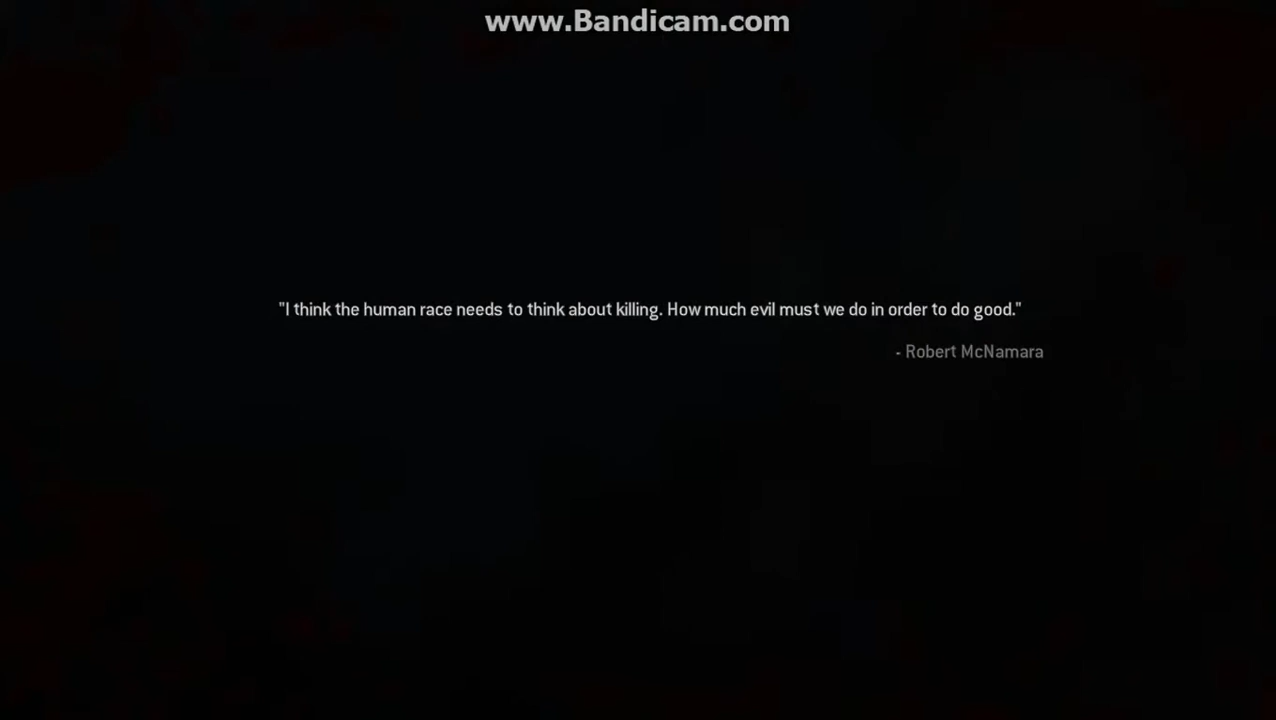 www.Bandicam.com
"I think the human race needs to think about killing. How much evil must we do in order to do good."
- Robert McNamara